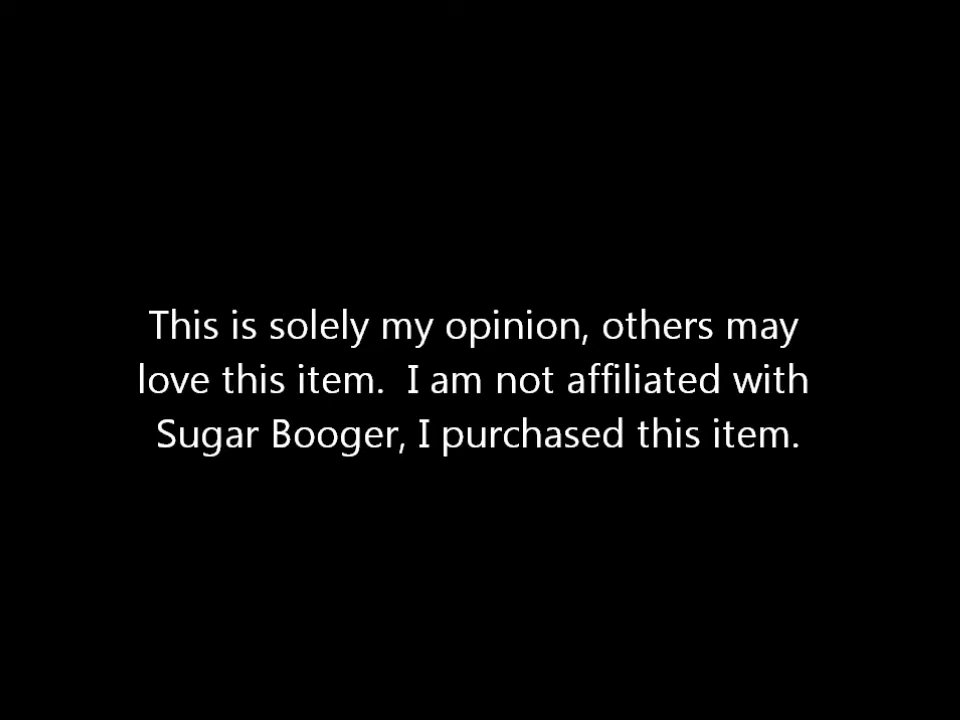 This is solely my opinion, others may
love this item.  I am not affiliated with
Sugar Booger, I purchased this item.